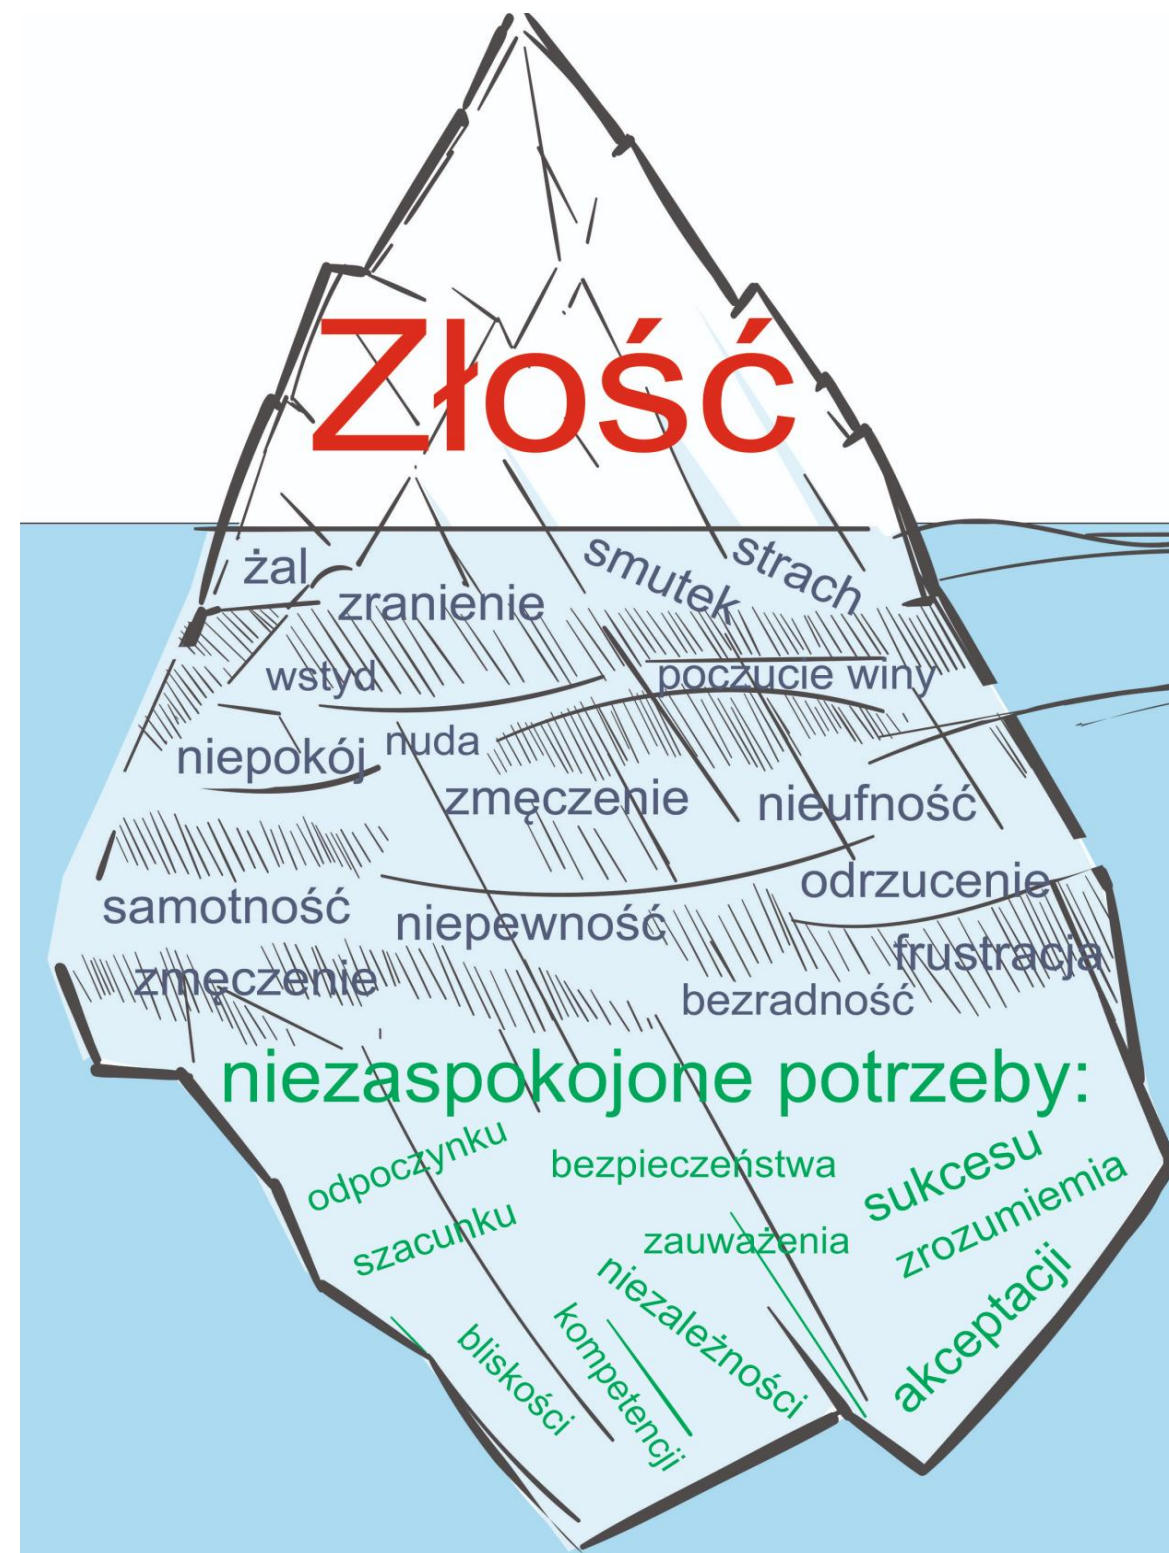 Złość
żal
smutek
strach
zranienie
wstyd
poczucie winy
niepokój
nuda
zmęczenie
nieufność
odrzucenie
samotność
niepewność
frustracja
zmęczenie
bezradność
niezaspokojone potrzeby:
odpoczynku
bezpieczeństwa
sukcesu
szacunku
zauważenia
zrozumiemia
niezależności
akceptacji
bliskości
kompetencji